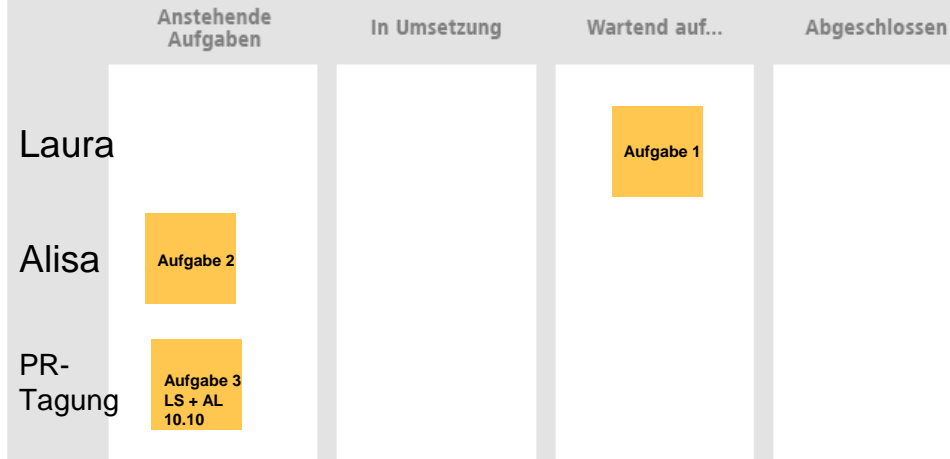 Anstehende
Aufgaben
In Umsetzung
Wartend auf...
Abgeschlossen
Laura
Aufgabe 1
Alisa
Aufgabe 2
PR-
Tagung
Aufgabe 3
LS + AL
10.10